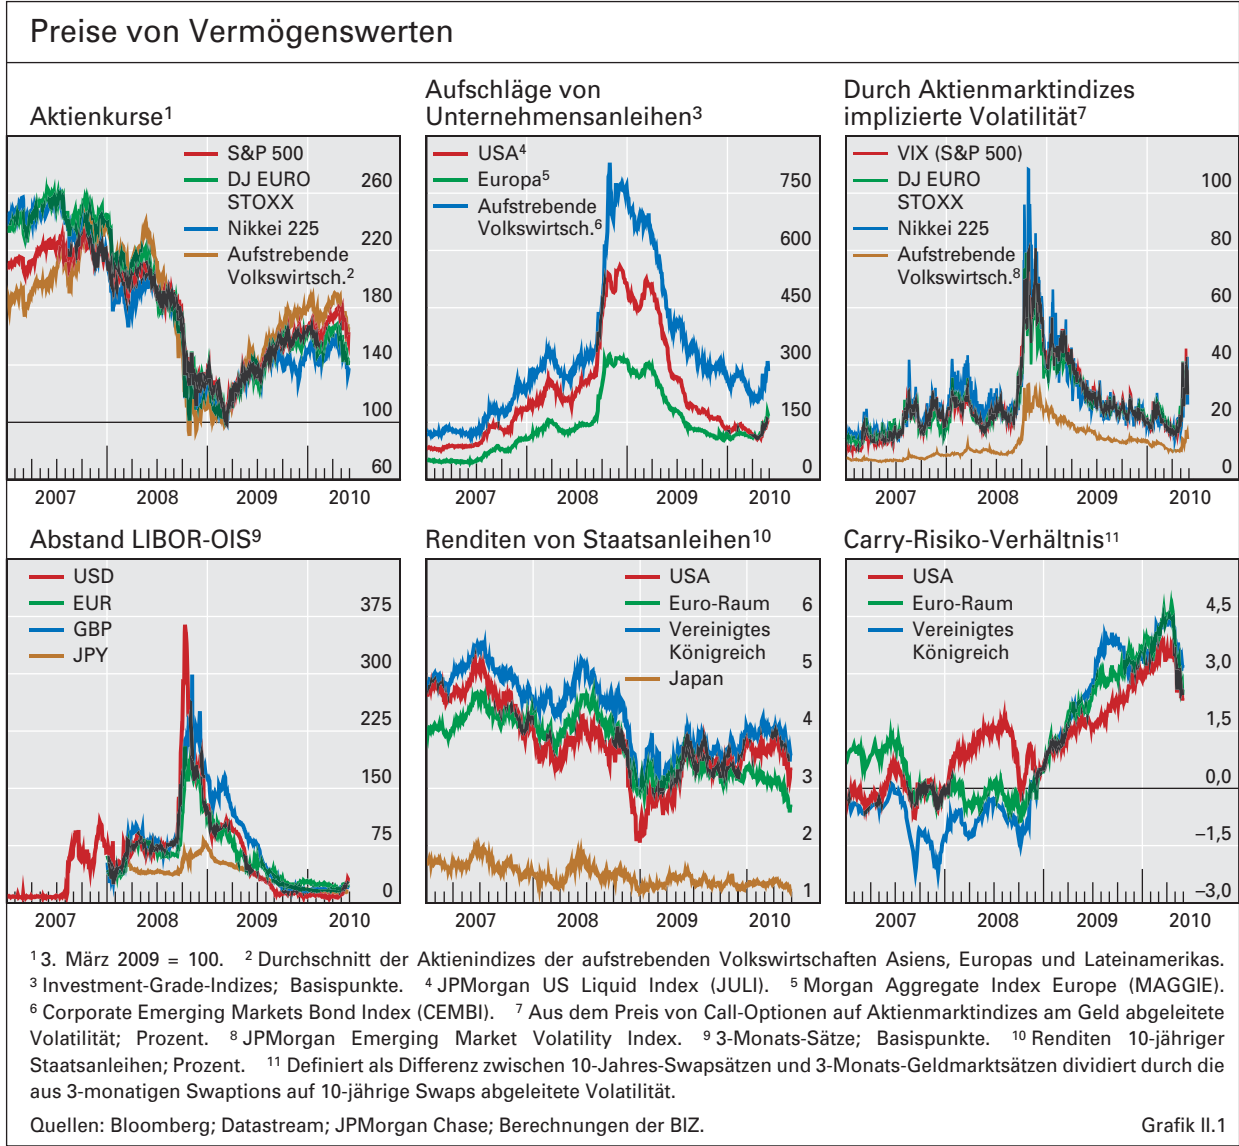 Preise von Vermögenswerten
Aktienkurse¹
S&P 500
DJ EURO
STOXX
Nikkei 225
Aufstrebende
Volkswirtsch.²
260
220
180
140
100
60
2007 2008 2009 2010
Aufschläge von
Unternehmensanleihen³
USA⁴
Europa⁵
Aufstrebende
Volkswirtsch.⁶
750
600
450
300
150
0
2007 2008 2009 2010
Durch Aktienmarktindizes
implizierte Volatilität⁷
VIX (S&P 500)
DJ EURO
STOXX
Nikkei 225
Aufstrebende
Volkswirtsch.⁸
100
80
60
40
20
0
2007 2008 2009 2010
Abstand LIBOR-OIS⁹
USD
EUR
GBP
JPY
375
300
225
150
75
0
2007 2008 2009 2010
Renditen von Staatsanleihen¹⁰
USA
Euro-Raum
Vereinigtes
Königreich
Japan
6
5
4
3
2
1
2007 2008 2009 2010
Carry-Risiko-Verhältnis¹¹
USA
Euro-Raum
Vereinigtes
Königreich
4,5
3,0
1,5
0,0
–1,5
–3,0
2007 2008 2009 2010
¹ 3. März 2009 = 100. ² Durchschnitt der Aktienindizes der aufstrebenden Volkswirtschaften Asiens, Europas und Lateinamerikas.
³ Investment-Grade-Indizes; Basispunkte. ⁴ JPMorgan US Liquid Index (JULI). ⁵ Morgan Aggregate Index Europe (MAGGIE).
⁶ Corporate Emerging Markets Bond Index (CEMBI). ⁷ Aus dem Preis von Call-Optionen auf Aktienmarktindizes am Geld abgeleitete
Volatilität; Prozent. ⁸ JPMorgan Emerging Market Volatility Index. ⁹ 3-Monats-Sätze; Basispunkte. ¹⁰ Renditen 10-jähriger
Staatsanleihen; Prozent. ¹¹ Definiert als Differenz zwischen 10-Jahres-Swapsätzen und 3-Monats-Geldmarktsätzen dividiert durch die
aus 3-monatigen Swaptions auf 10-jährige Swaps abgeleitete Volatilität.
Quellen: Bloomberg; Datastream; JPMorgan Chase; Berechnungen der BIZ. Grafik II.1